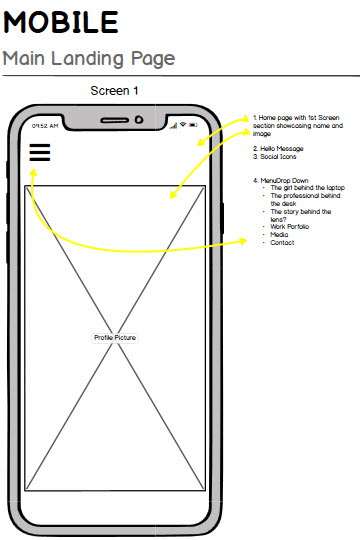 MOBILE
Main Landing Page
Screen 1
09:52 AM
1. Home page with 1st Screen
section showcasing name and
image
2. Hello Message
3. Social Icons
4. MenuDrop Down
- The girl behind the laptop
- The professional behind
the desk
- The story behind the
lens?
- Work Porfolio
- Media
- Contact
Profile Picture